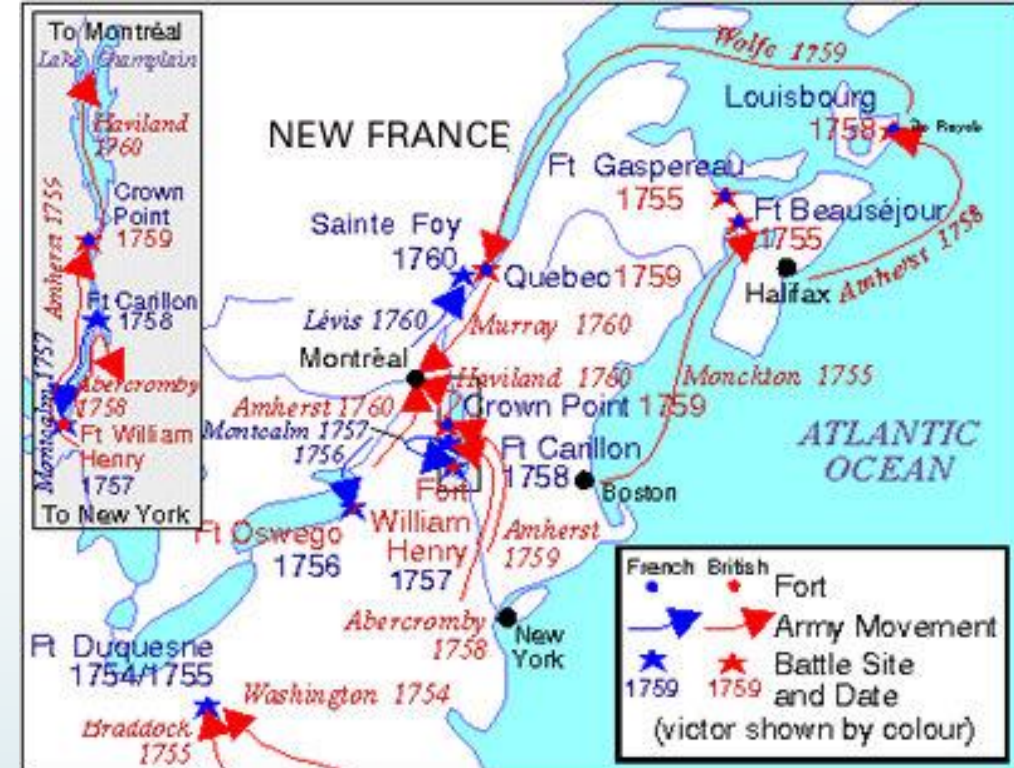 To Montréal
Lake Champlain
Haviland
1760
Crown
Point
1759
Amherst 1759
Ft Carillon
1758
Montcalm 1757
Abercromby
1758
Ft William
Henry
1757
To New York
NEW FRANCE
Wolfe 1759
Louisbourg
1758
Île Royale
Ft Gaspereau
1755
Ft Beauséjour
1755
Halifax
Amherst 1758
Sainte Foy
1760
Quebec 1759
Lévis 1760
Murray 1760
Montréal
Haviland 1760
Monckton 1755
Amherst 1760
Crown Point 1759
Montcalm 1757
1756
Ft Carillon
1758
Boston
ATLANTIC
OCEAN
Fort
William
Henry
1757
Ft Oswego
1756
Amherst
1759
Abercromby
1758
New
York
Ft Duquesne
1754/1755
Washington 1754
Braddock
1755
French British
Fort
Army Movement
1759 1759
Battle Site
and Date
(victor shown by colour)